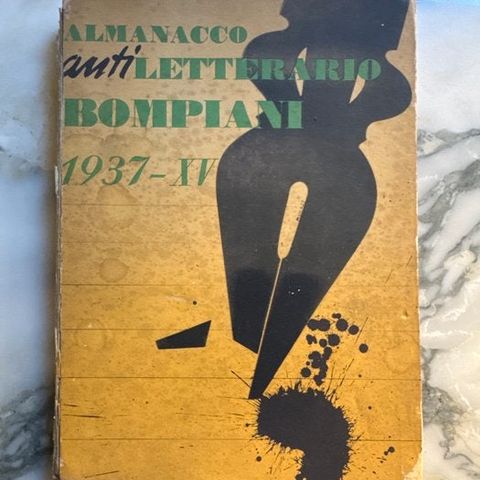 ALMANACCO
anti LETTERARIO
BOMPIANI
1937-XV